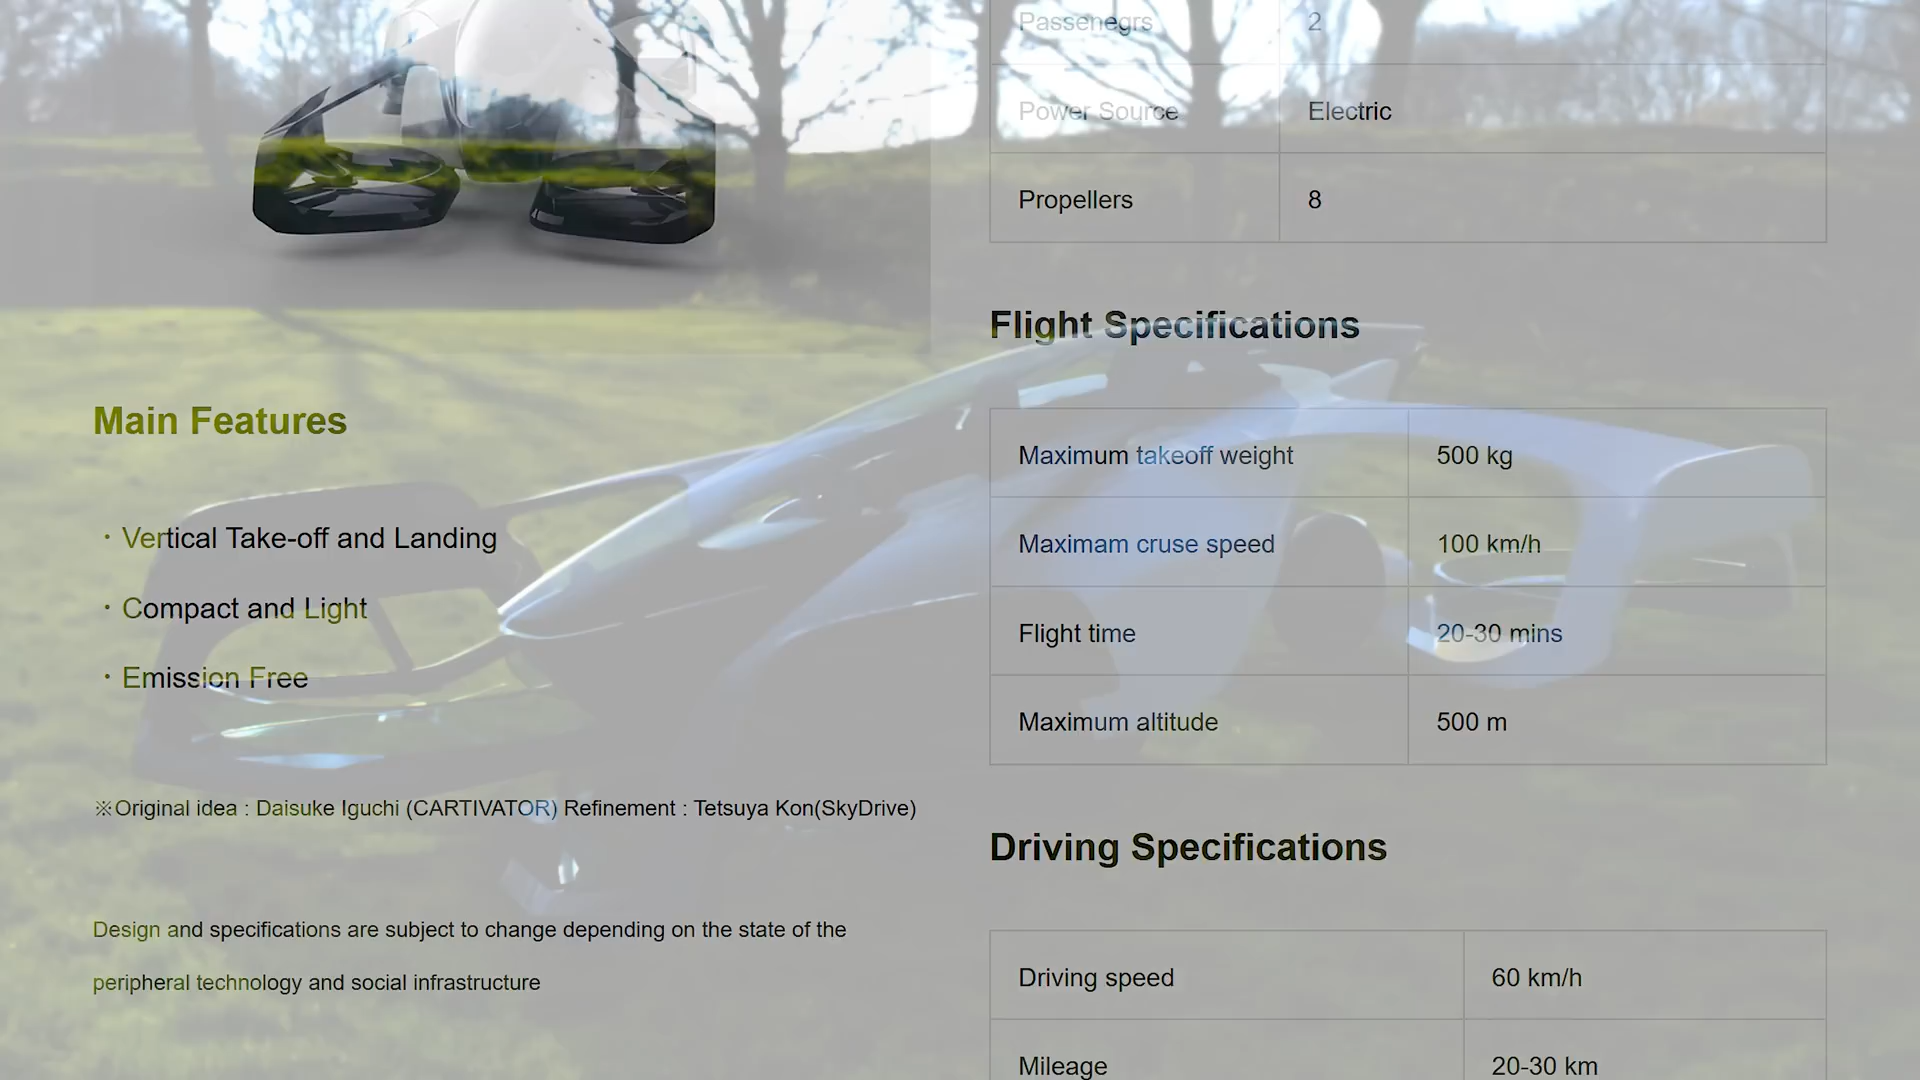 Passenegrs 2
Power Source Electric
Propellers 8
Flight Specifications
Maximum takeoff weight 500 kg
Maximam cruse speed 100 km/h
Flight time 20-30 mins
Maximum altitude 500 m
Driving Specifications
Driving speed 60 km/h
Mileage 20-30 km
Main Features
・Vertical Take-off and Landing
・Compact and Light
・Emission Free
※Original idea : Daisuke Iguchi (CARTIVATOR) Refinement : Tetsuya Kon(SkyDrive)
Design and specifications are subject to change depending on the state of the
peripheral technology and social infrastructure